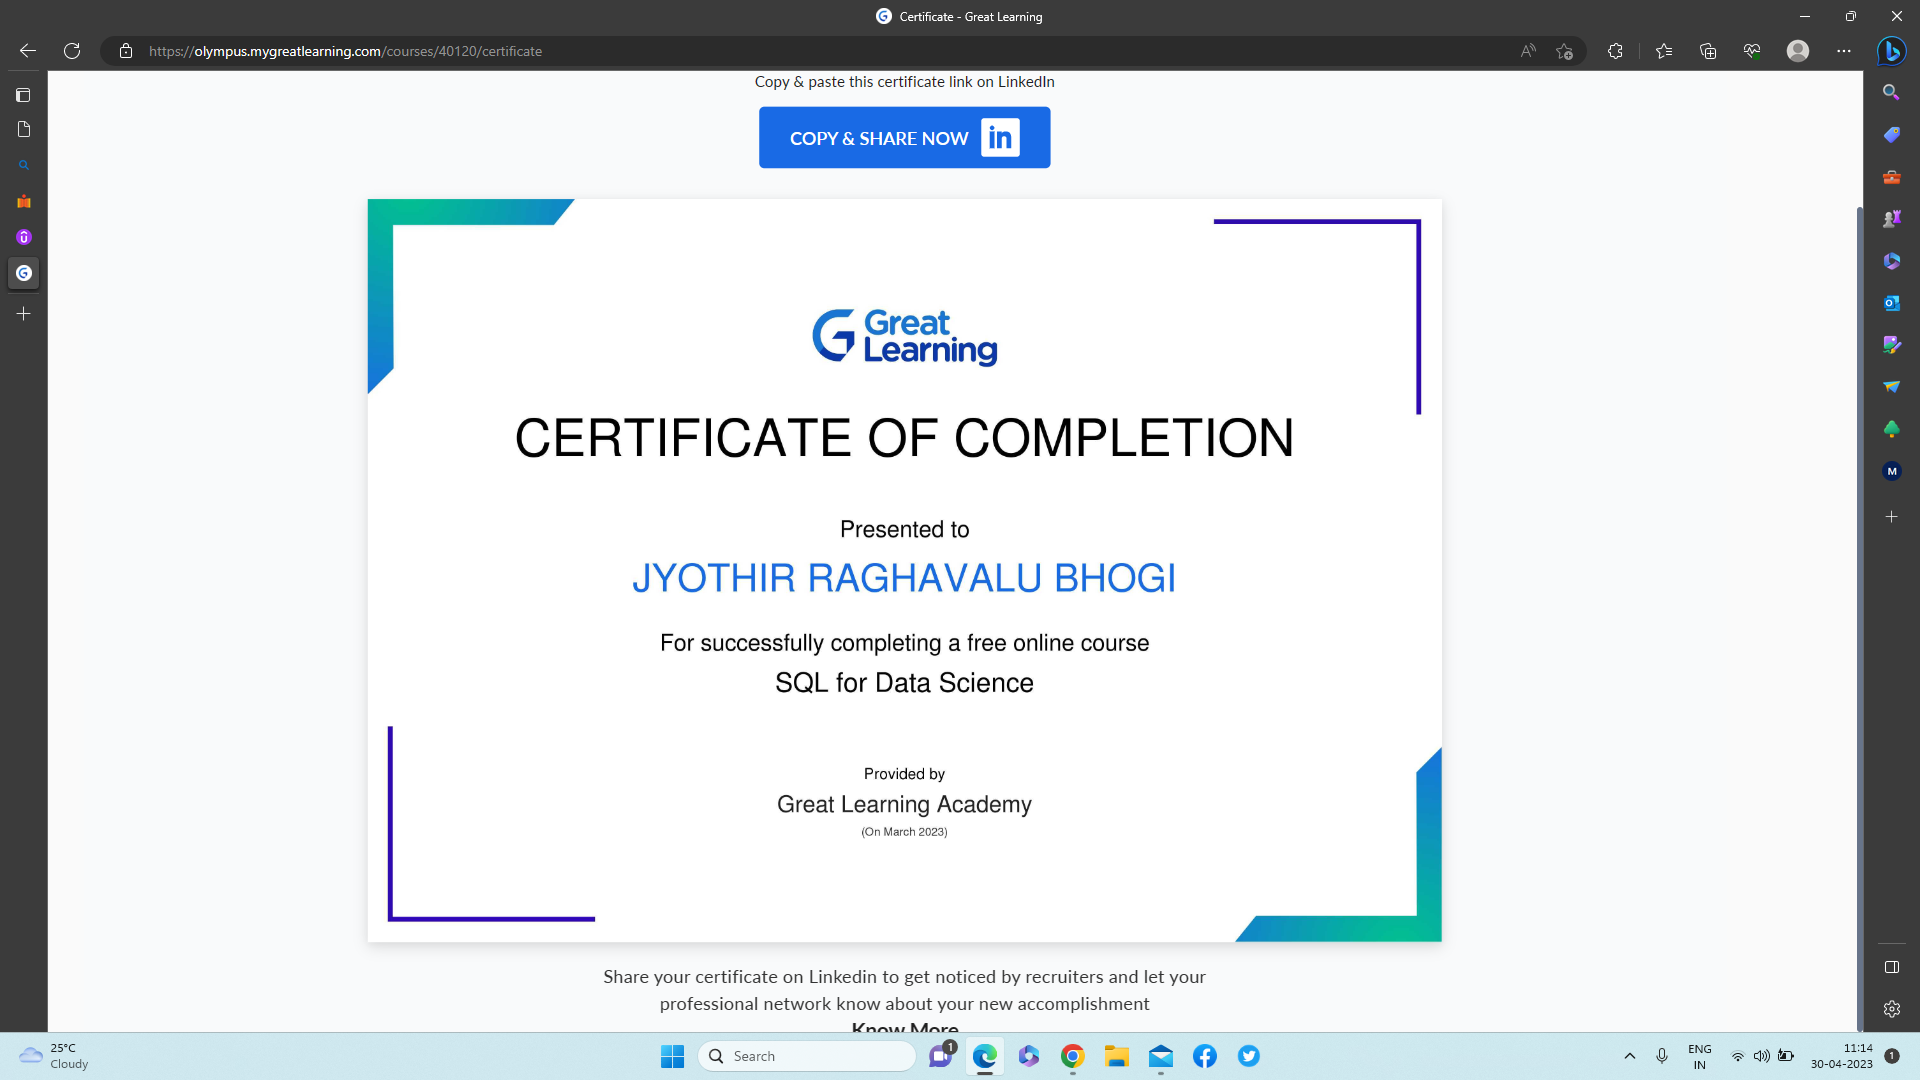 Certificate - Great Learning
https://olympus.mygreatlearning.com/courses/40120/certificate
Copy & paste this certificate link on LinkedIn
COPY & SHARE NOW in
Great
Learning
CERTIFICATE OF COMPLETION
Presented to
JYOTHIR RAGHAVALU BHOGI
For successfully completing a free online course
SQL for Data Science
Provided by
Great Learning Academy
(On March 2023)
Share your certificate on Linkedin to get noticed by recruiters and let your
professional network know about your new accomplishment
Know More
M
25°C
Cloudy
Search
1
ENG
IN
11:14
30-04-2023
1